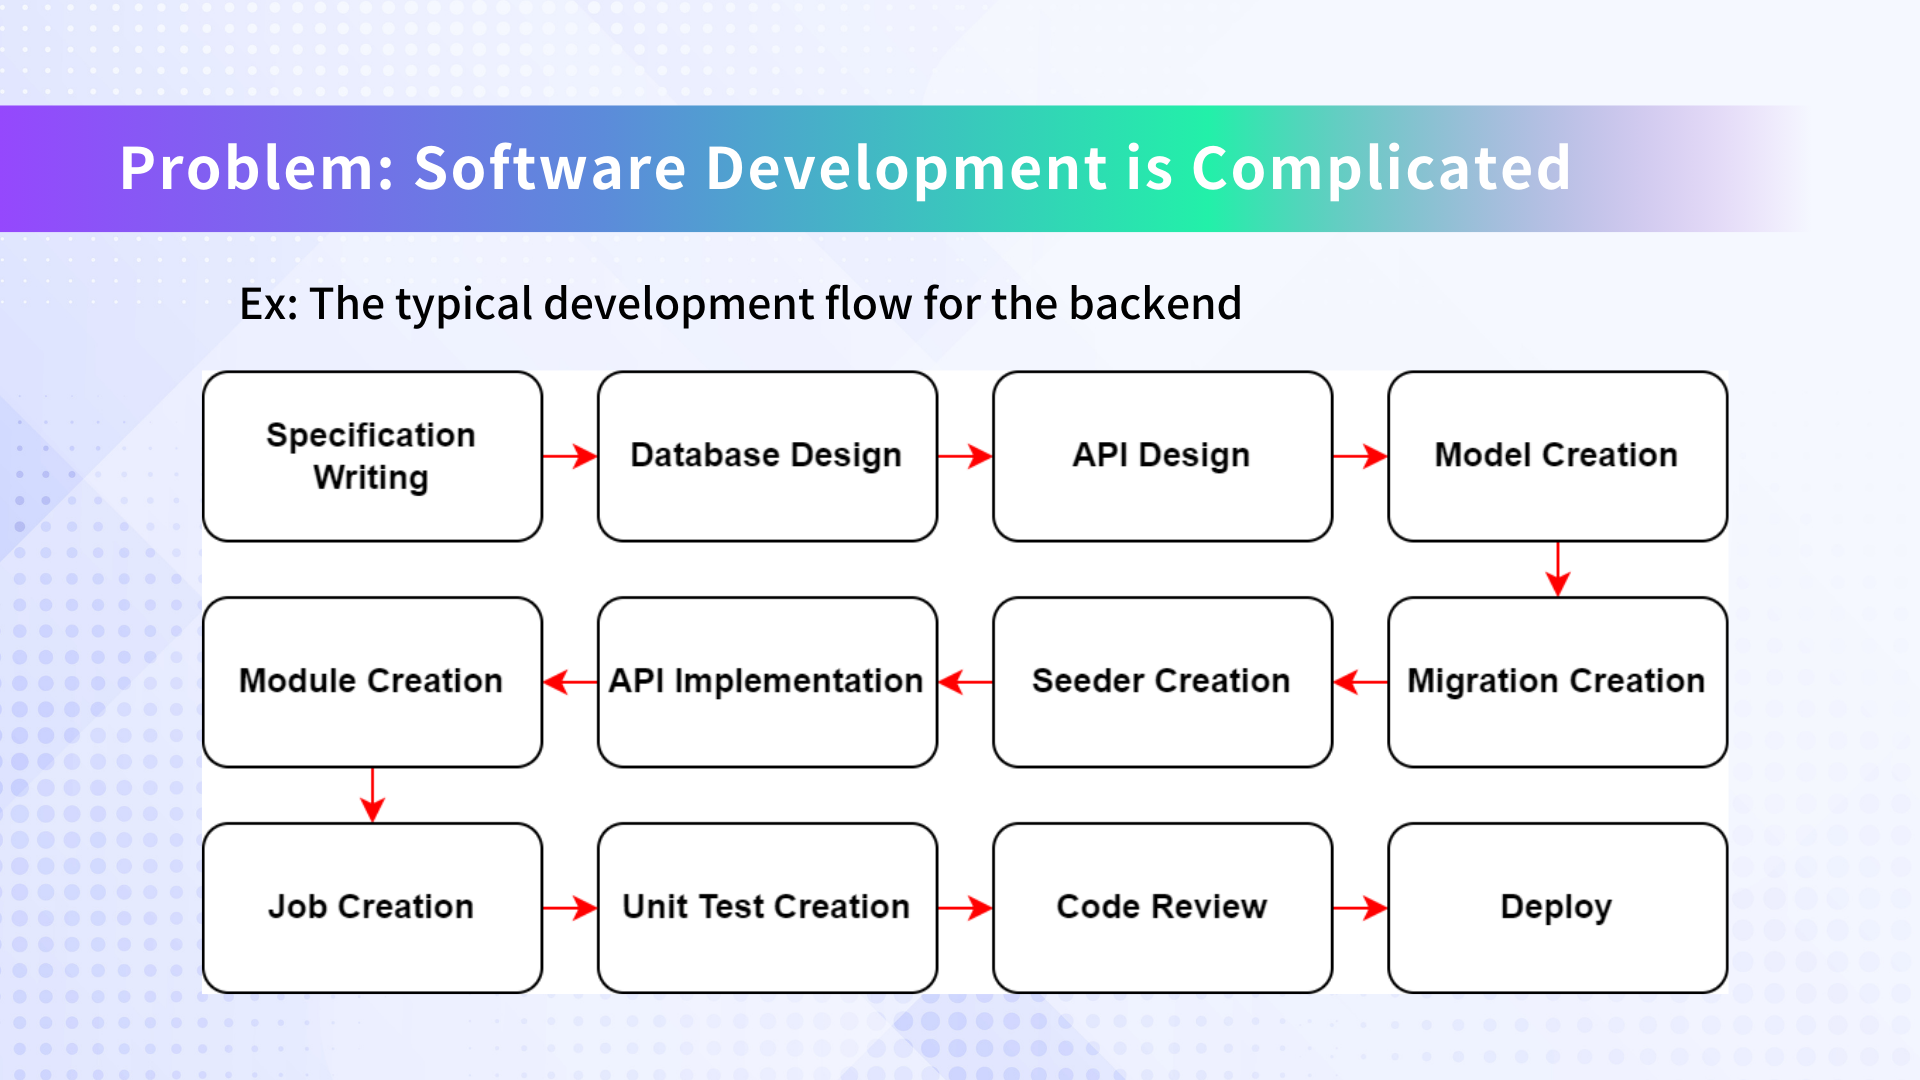 Problem: Software Development is Complicated
Ex: The typical development flow for the backend
Specification
Writing
Database Design
API Design
Model Creation
Module Creation
API Implementation
Seeder Creation
Migration Creation
Job Creation
Unit Test Creation
Code Review
Deploy